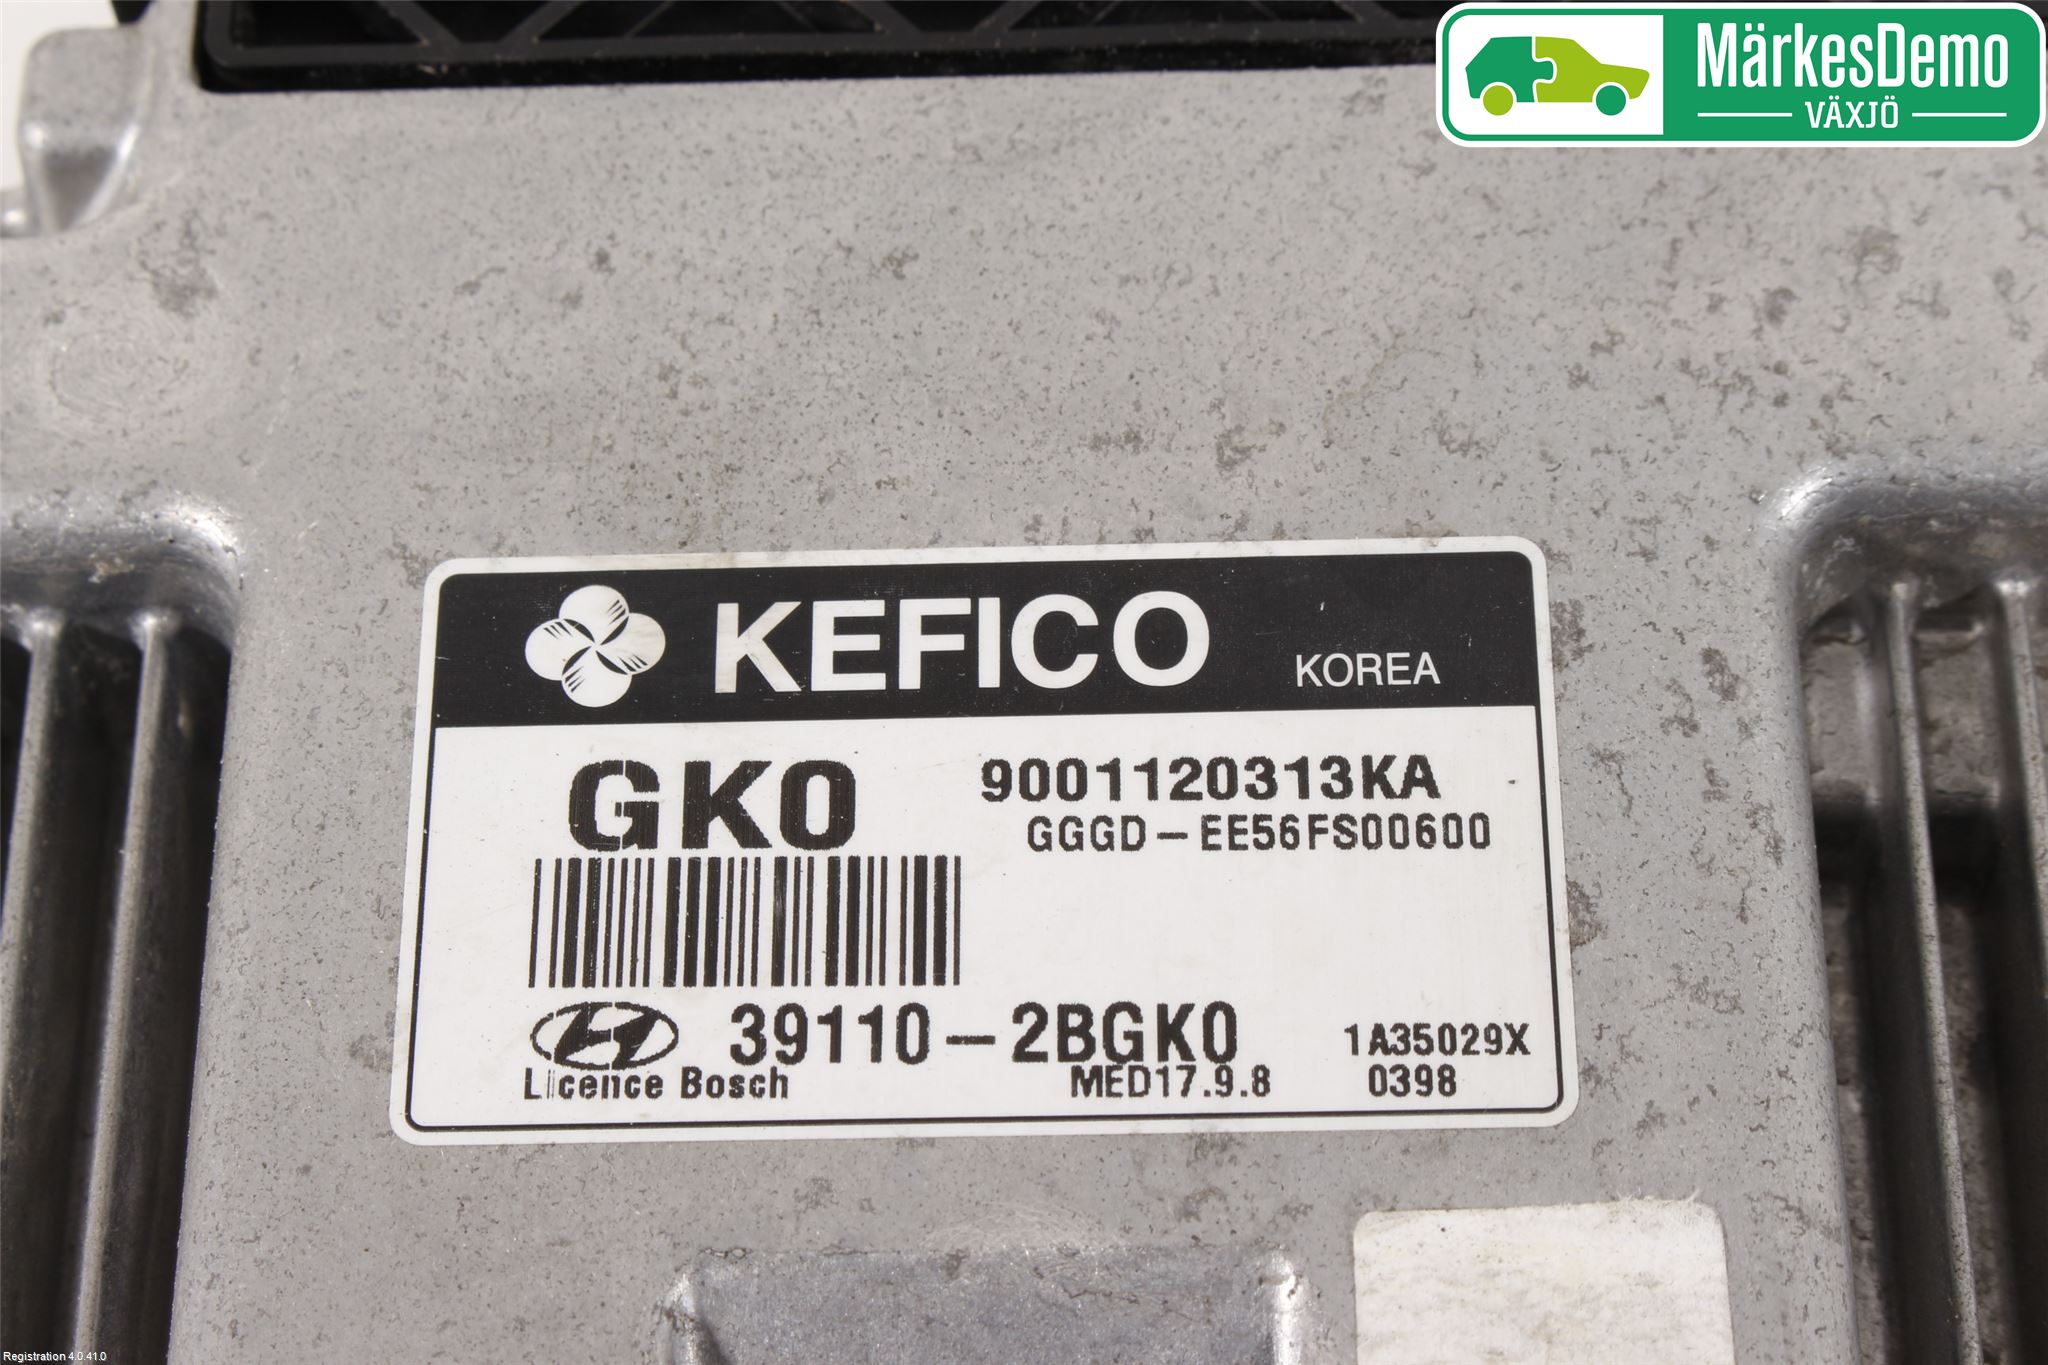 MärkesDemo
VÄXJÖ
KEFICO KOREA
GK0 9001120313KA
GGGD-EE56FS00600
39110-2BGK0 1A35029X
Licence Bosch MED17.9.8 0398
Registration 4.0.41.0